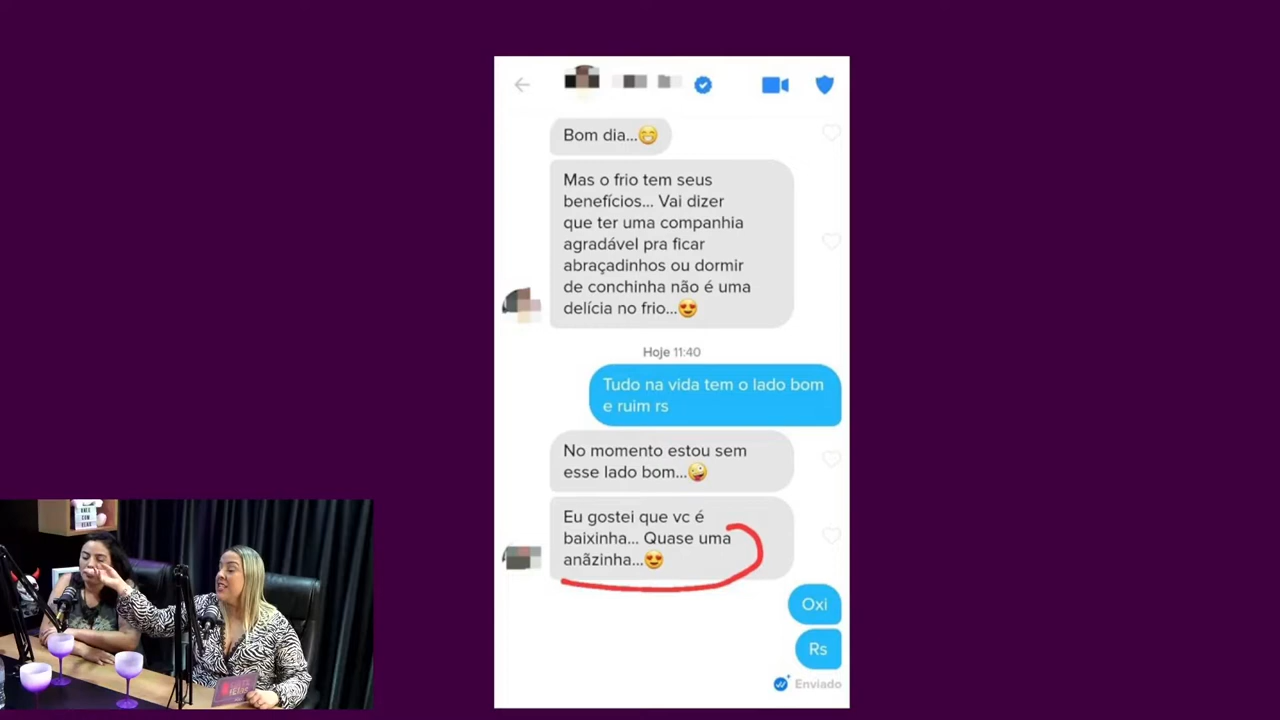 Bom dia...😁
Mas o frio tem seus
benefícios... Vai dizer
que ter uma companhia
agradável pra ficar
abraçadinhos ou dormir
de conchinha não é uma
delícia no frio...😍
Hoje 11:40
Tudo na vida tem o lado bom
e ruim rs
No momento estou sem
esse lado bom...🤪
Eu gostei que vc é
baixinha... Quase uma
anãzinha...😍
Oxi
Rs
Enviado